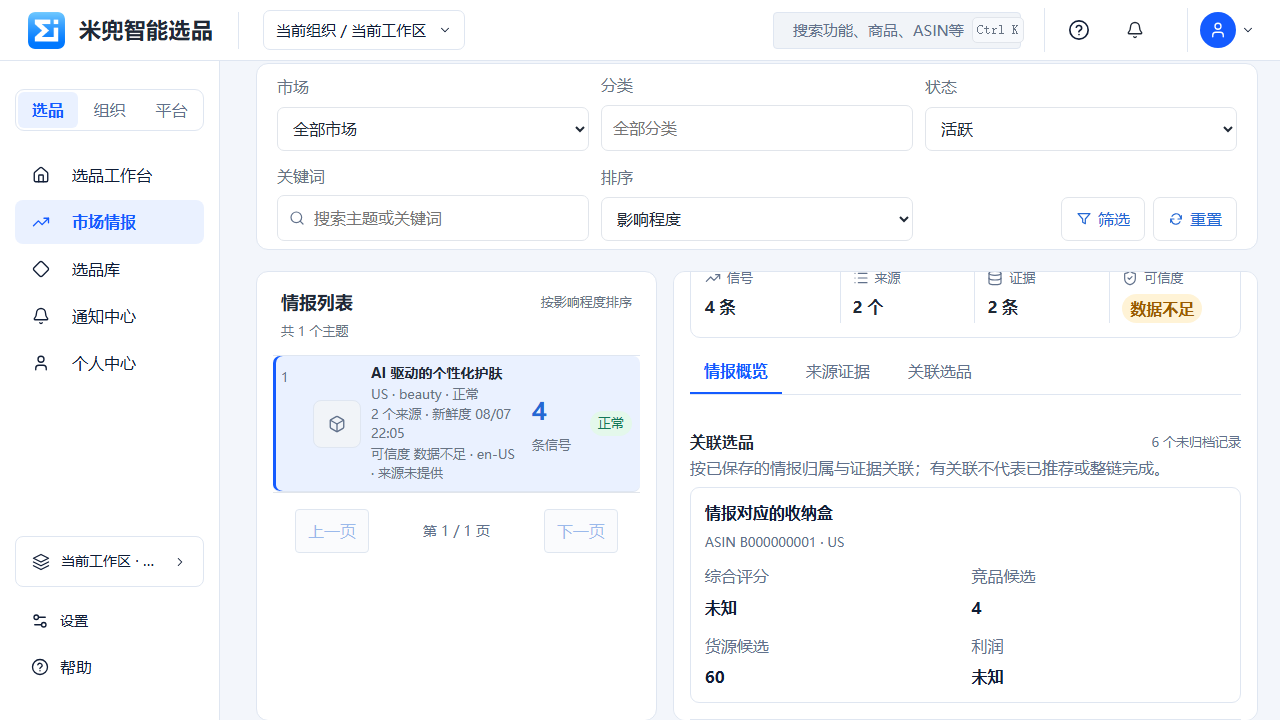 米兜智能选品
当前组织 / 当前工作区
搜索功能、商品、ASIN等
Ctrl K
选品
组织
平台
选品工作台
市场情报
选品库
通知中心
个人中心
当前工作区 · ...
设置
帮助
市场
全部市场
分类
全部分类
状态
活跃
关键词
搜索主题或关键词
排序
影响程度
筛选
重置
情报列表
按影响程度排序
共 1 个主题
1
AI 驱动的个性化护肤
US · beauty · 正常
2 个来源 · 新鲜度 08/07
22:05
可信度 数据不足 · en-US
· 来源未提供
4
条信号
正常
上一页
第 1 / 1 页
下一页
信号
4 条
来源
2 个
证据
2 条
可信度
数据不足
情报概览
来源证据
关联选品
关联选品
6 个未归档记录
按已保存的情报归属与证据关联；有关联不代表已推荐或整链完成。
情报对应的收纳盒
ASIN B000000001 · US
综合评分
未知
竞品候选
4
货源候选
60
利润
未知